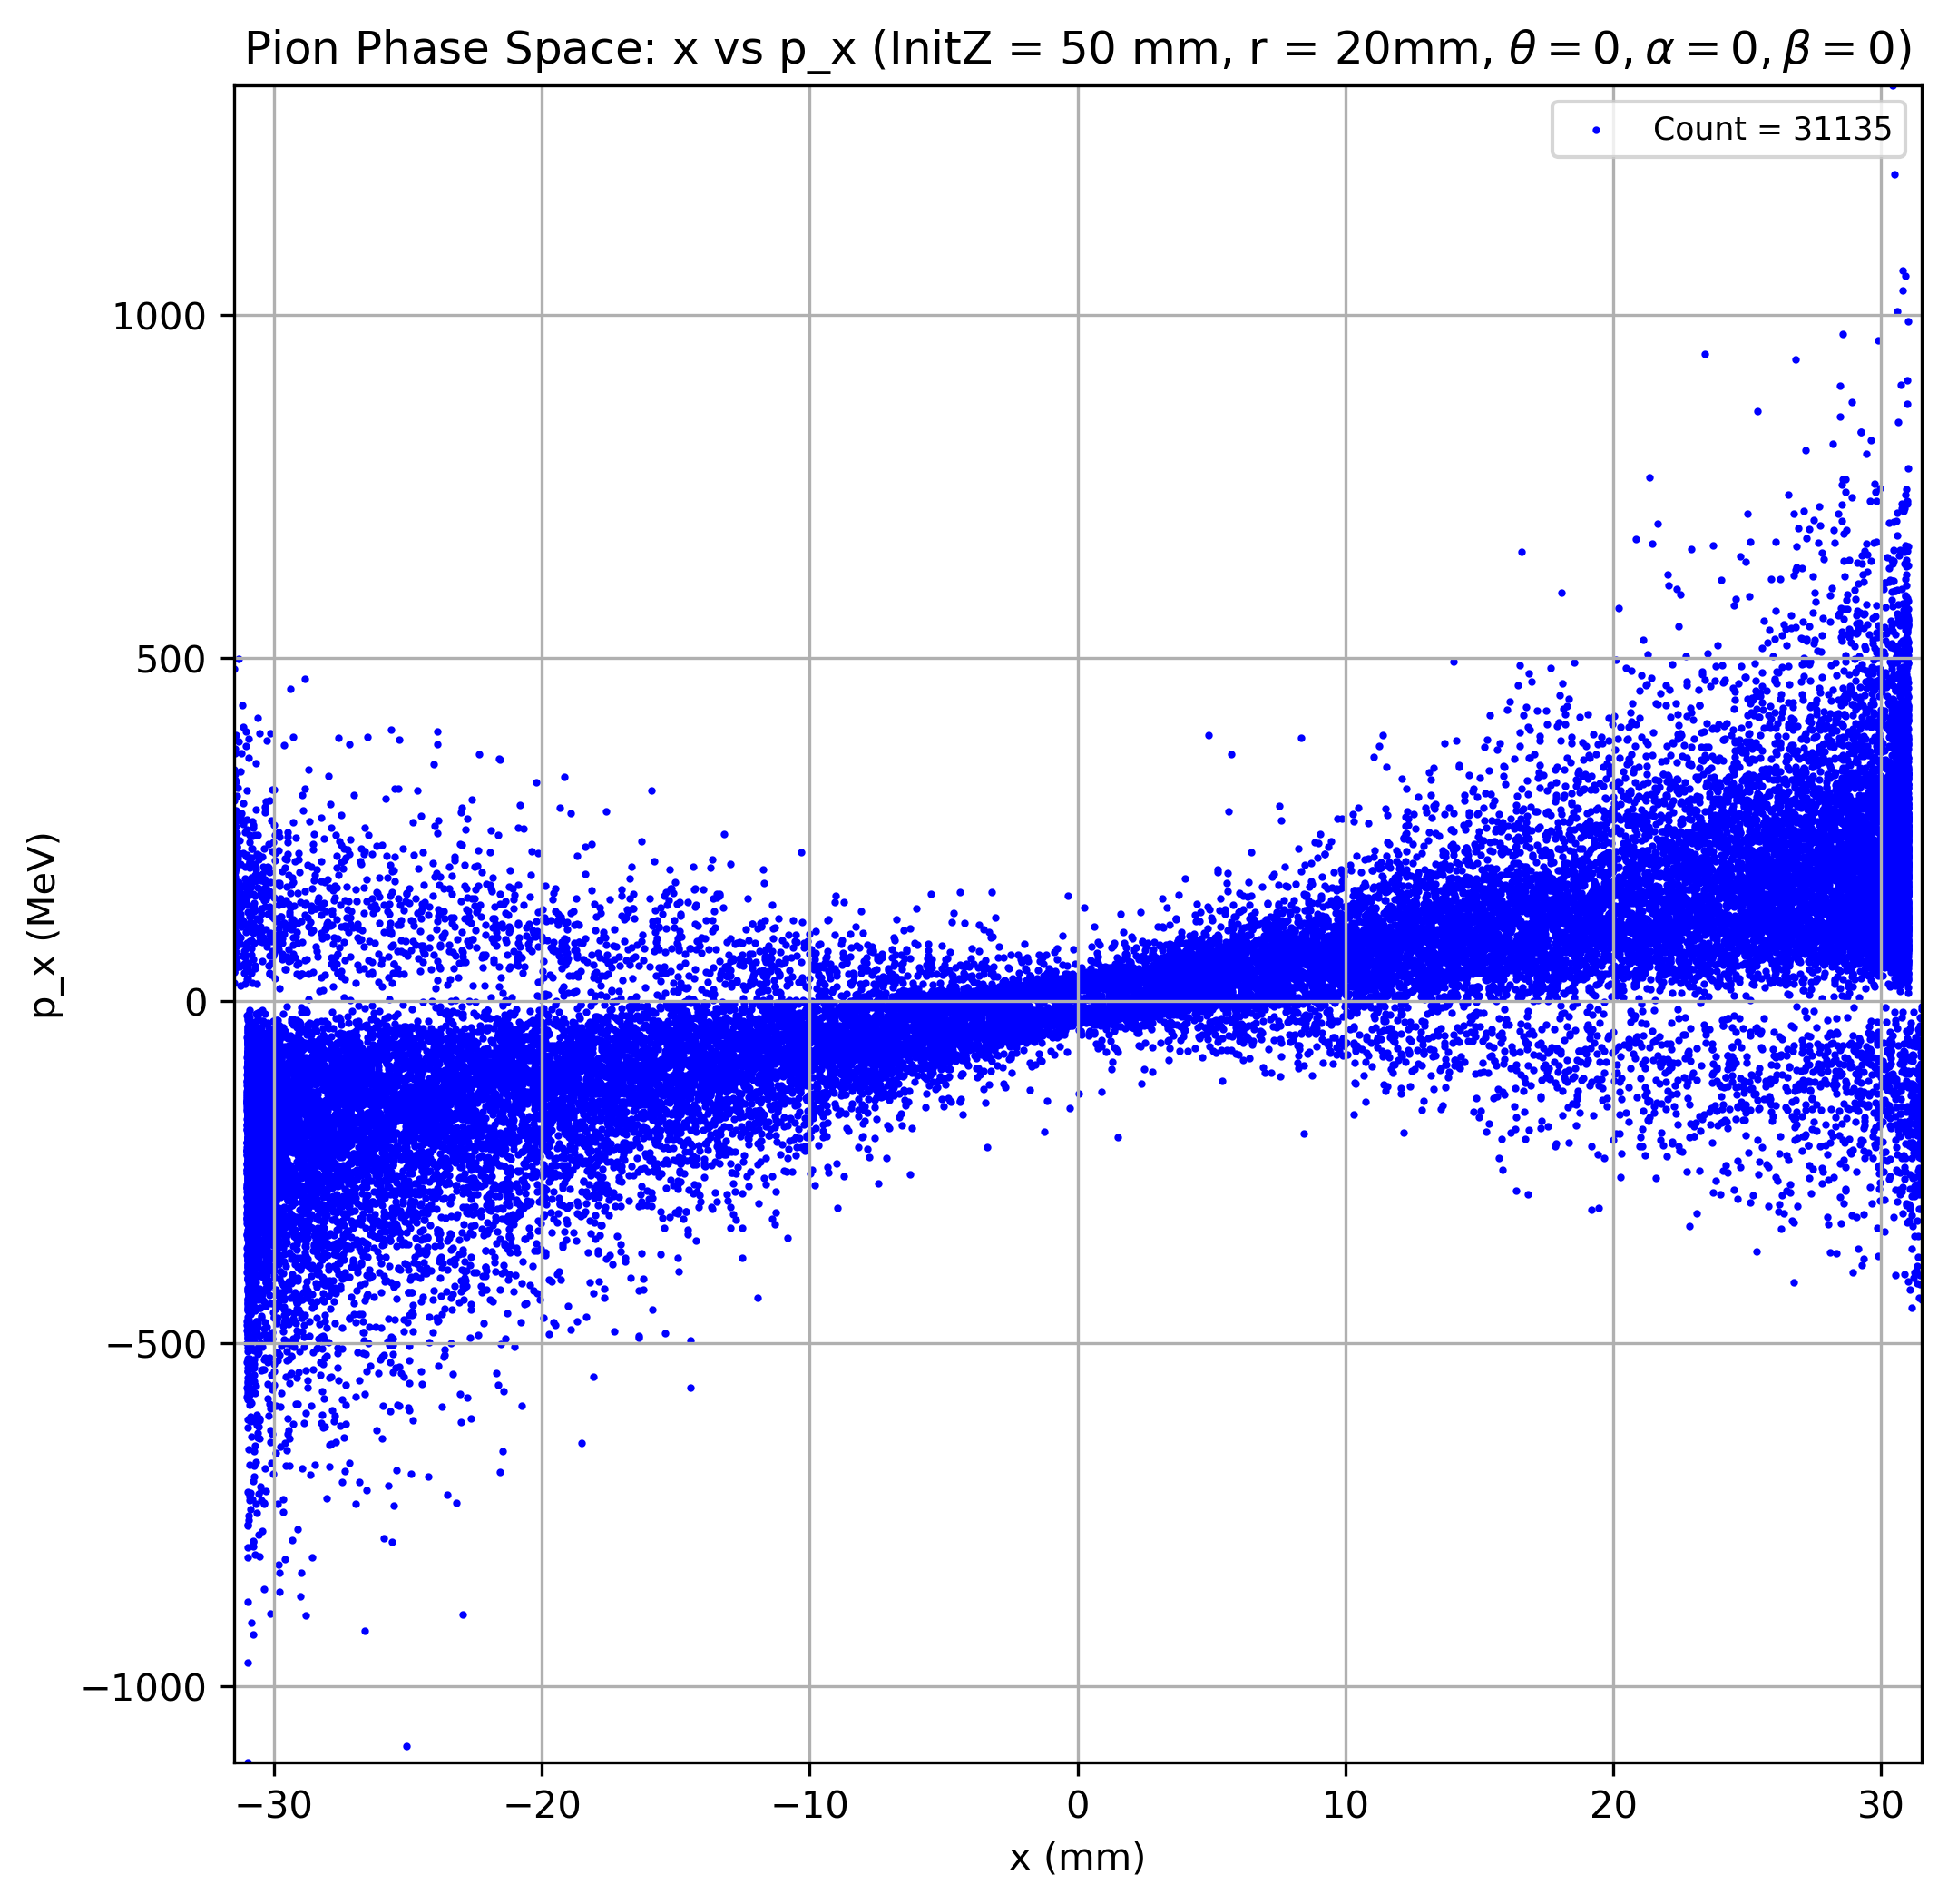 Pion Phase Space: x vs p_x (InitZ = 50 mm, r = 20mm, θ = 0, α = 0, β = 0)
Count = 31135
1000
500
0
−500
−1000
p_x (MeV)
−30 −20 −10 0 10 20 30
x (mm)